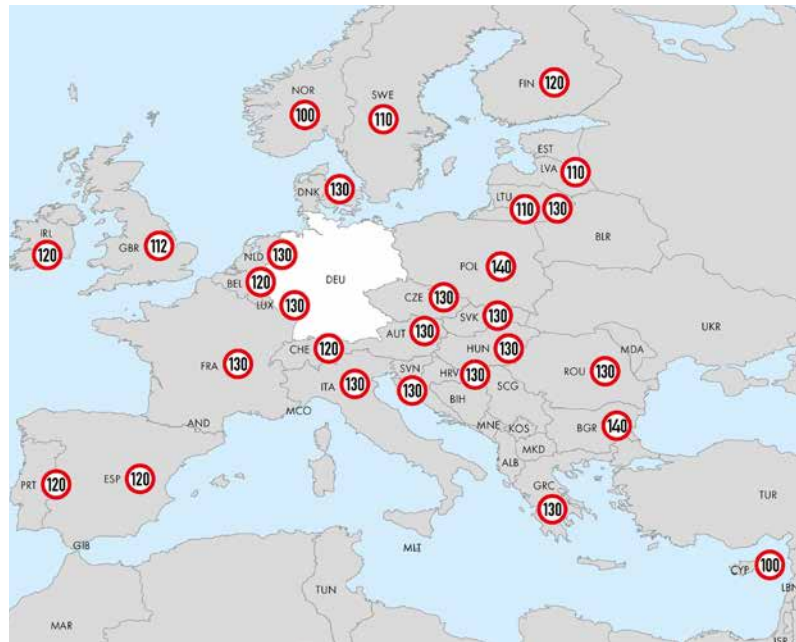 NOR
100
SWE
110
FIN 120
EST
LVA 110
DNK 130
LTU 110 130
BLR
IRL
120
GBR 112
NLD 130
BEL 120
LUX 130
DEU
POL 140
CZE 130
SVK 130
UKR
AUT 130
HUN 130
MDA
CHE 120
FRA 130
ITA 130
SVN
130
HRV 130
ROU 130
BIH
SCG
AND
MCO
MNE
KOS
BGR 140
MKD
ALB
PRT 120
ESP 120
GRC
130
TUR
GIB
MLT
CYP 100
LBN
MAR
TUN
ISR